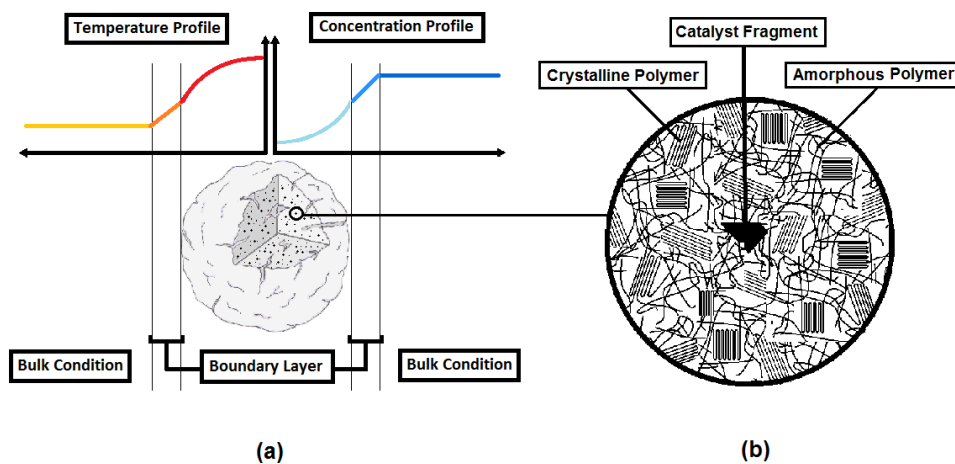 Temperature Profile
Concentration Profile
Catalyst Fragment
Crystalline Polymer
Amorphous Polymer
Bulk Condition
Boundary Layer
Bulk Condition
(a)
(b)